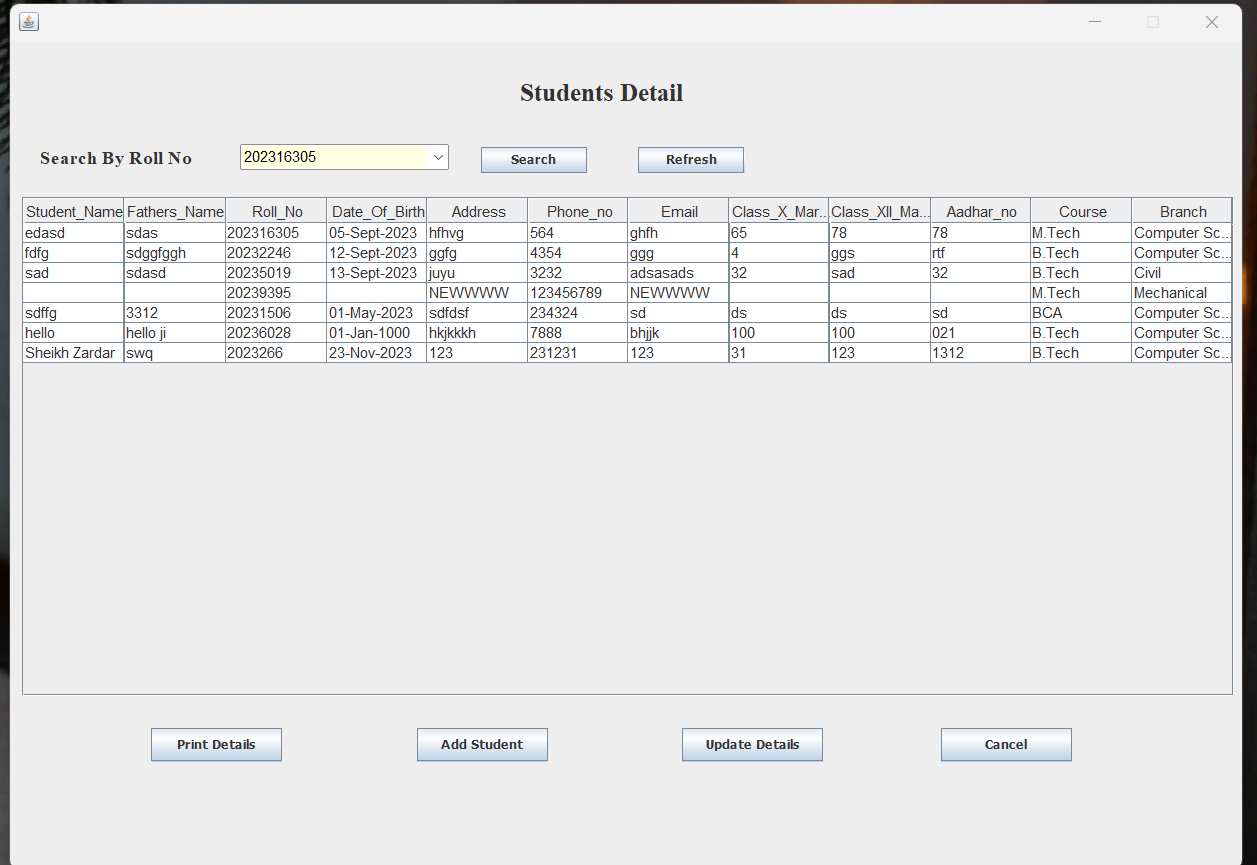 Students Detail
Search By Roll No 202316305 Search Refresh
Student_Name Fathers_Name Roll_No Date_Of_Birth Address Phone_no Email Class_X_Mar... Class_XII_Ma... Aadhar_no Course Branch
edasd sdas 202316305 05-Sept-2023 hfhvg 564 ghfh 65 78 78 M.Tech Computer Sc...
fdfg sdggfggh 20232246 12-Sept-2023 ggfg 4354 ggg 4 ggs rtf B.Tech Computer Sc...
sad sdasd 20235019 13-Sept-2023 juyu 3232 adsasads 32 sad 32 B.Tech Civil
20239395 NEWWWW 123456789 NEWWWW M.Tech Mechanical
sdffg 3312 20231506 01-May-2023 sdfdsf 234324 sd ds ds sd BCA Computer Sc...
hello hello ji 20236028 01-Jan-1000 hkjkkkh 7888 bhjjk 100 100 021 B.Tech Computer Sc...
Sheikh Zardar swq 2023266 23-Nov-2023 123 231231 123 31 123 1312 B.Tech Computer Sc...
Print Details Add Student Update Details Cancel